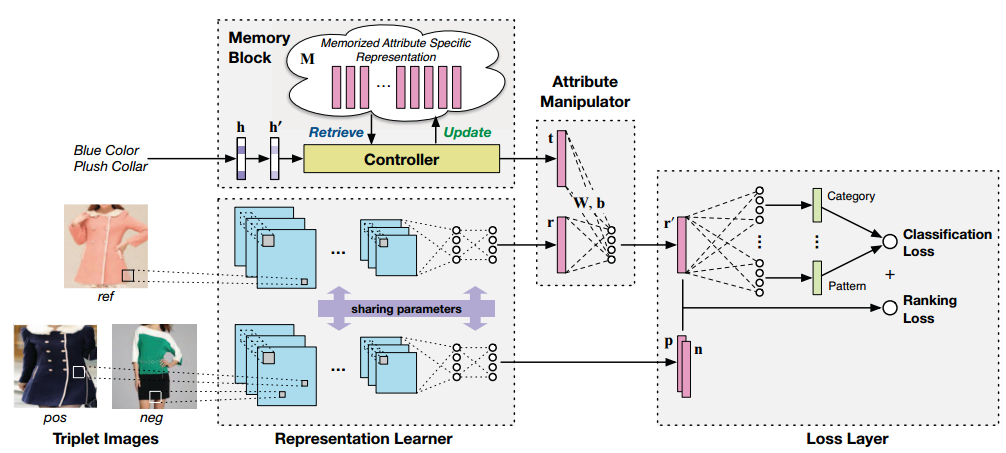 Memory
Block
Memorized Attribute Specific
Representation
M
...
h
h′
Retrieve
Update
Controller
Blue Color
Plush Collar
Attribute
Manipulator
t
W, b
r
ref
...
sharing parameters
...
pos
neg
r′
Category
⋮
⋮
Pattern
Classification
Loss
+
Ranking
Loss
p
n
Triplet Images
Representation Learner
Loss Layer